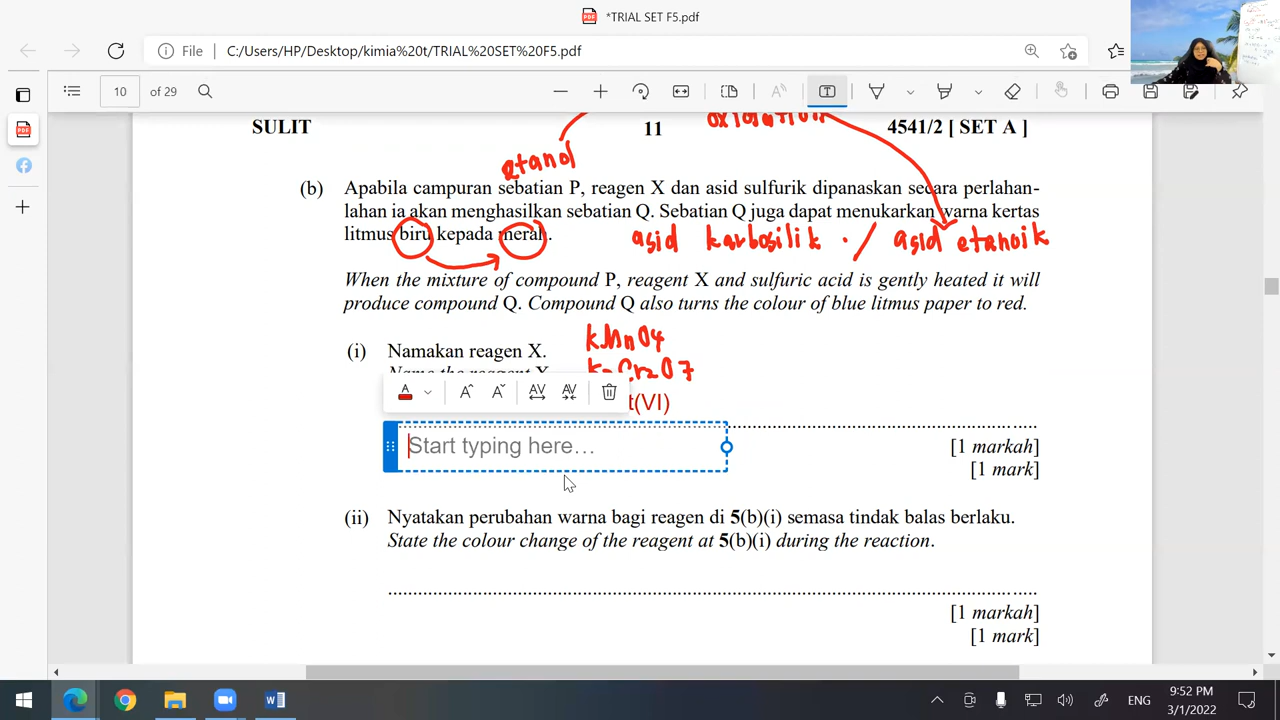 *TRIAL SET F5.pdf
File
C:/Users/HP/Desktop/kimia%20t/TRIAL%20SET%20F5.pdf
10 of 29
oxidation
SULIT 11 4541/2 [ SET A ]
etanol
(b) Apabila campuran sebatian P, reagen X dan asid sulfurik dipanaskan secara perlahan-
lahan ia akan menghasilkan sebatian Q. Sebatian Q juga dapat menukarkan warna kertas
litmus biru kepada merah.
asid karbosilik . / asid etanoik
When the mixture of compound P, reagent X and sulfuric acid is gently heated it will
produce compound Q. Compound Q also turns the colour of blue litmus paper to red.
KMnO4
(i) Namakan reagen X.
K2Cr2O7
Name the reagent X
t(VI)
Start typing here…
[1 markah]
[1 mark]
(ii) Nyatakan perubahan warna bagi reagen di 5(b)(i) semasa tindak balas berlaku.
State the colour change of the reagent at 5(b)(i) during the reaction.
[1 markah]
[1 mark]
ENG
9:52 PM
3/1/2022